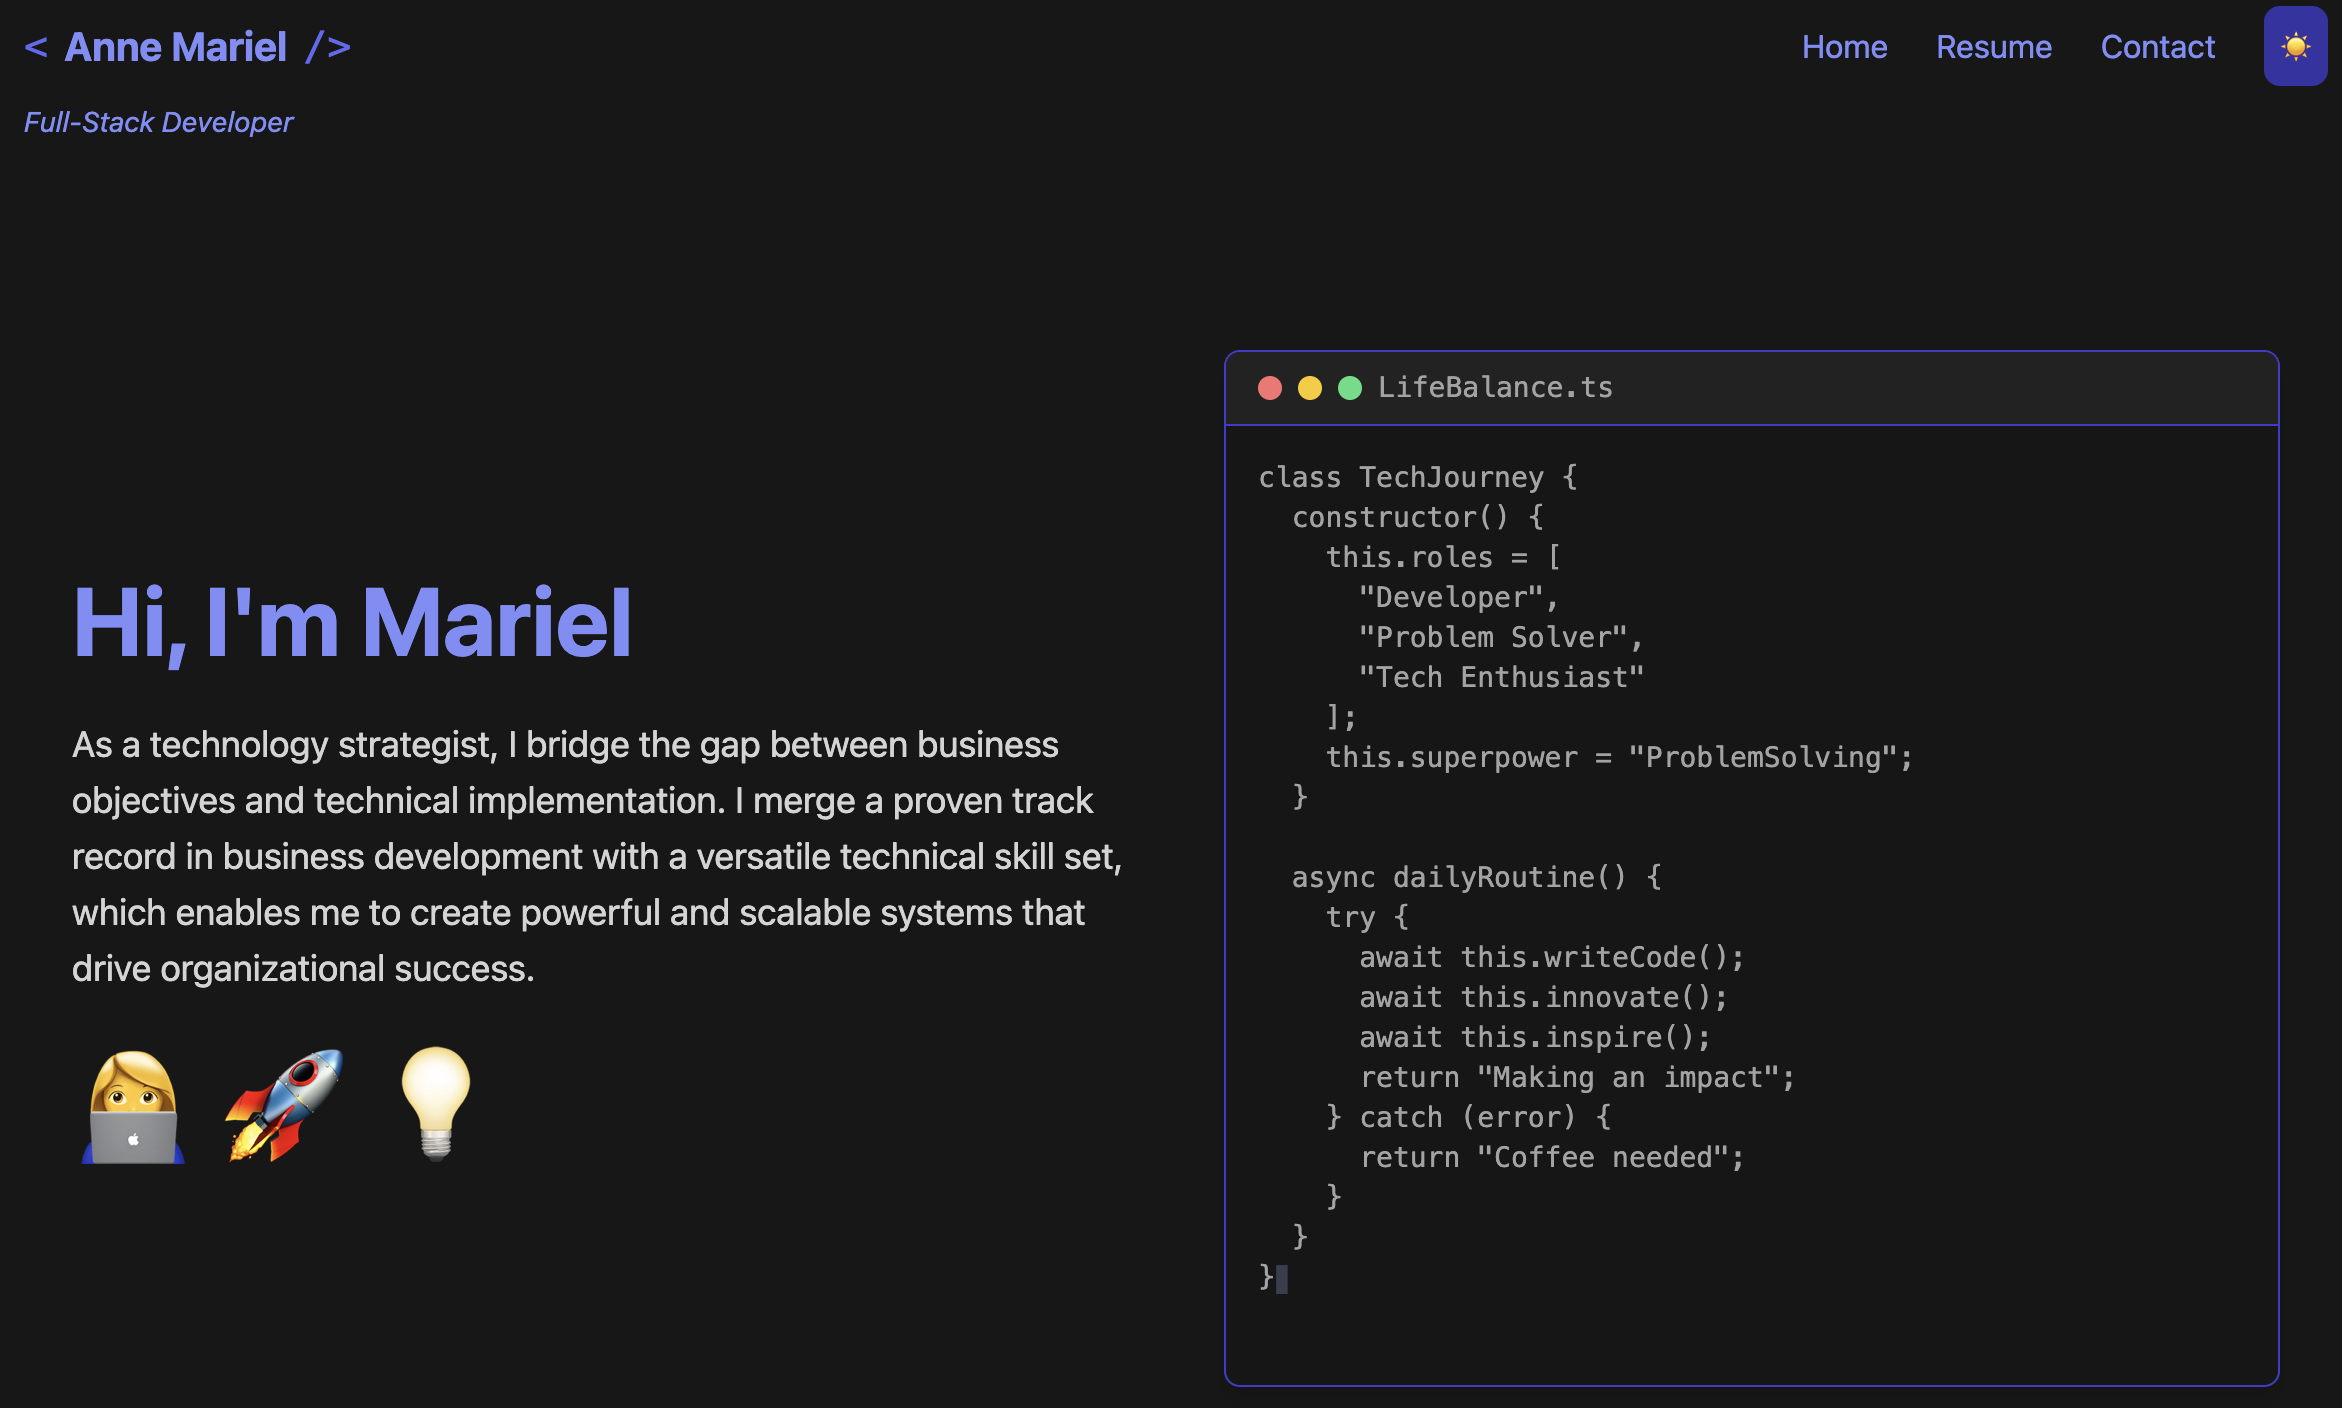 < Anne Mariel />
Home Resume Contact
Full-Stack Developer
Hi, I'm Mariel
As a technology strategist, I bridge the gap between business
objectives and technical implementation. I merge a proven track
record in business development with a versatile technical skill set,
which enables me to create powerful and scalable systems that
drive organizational success.
LifeBalance.ts
class TechJourney {
  constructor() {
    this.roles = [
      "Developer",
      "Problem Solver",
      "Tech Enthusiast"
    ];
    this.superpower = "ProblemSolving";
  }

  async dailyRoutine() {
    try {
      await this.writeCode();
      await this.innovate();
      await this.inspire();
      return "Making an impact";
    } catch (error) {
      return "Coffee needed";
    }
  }
}